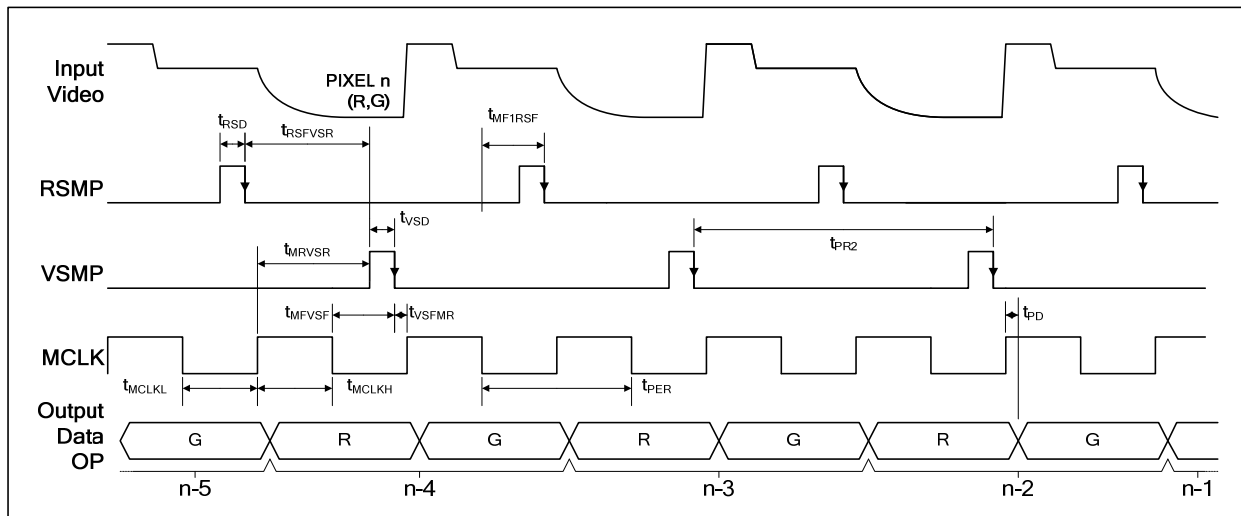 Input
Video
PIXEL n
(R,G)
tRSD
tRSFVSR
tMF1RSF
RSMP
tVSD
tMRVSR
tPR2
VSMP
tMFVSF
tVSFMR
tPD
MCLK
tMCLKL
tMCLKH
tPER
Output
Data
OP
G R G R G R G
n-5 n-4 n-3 n-2 n-1